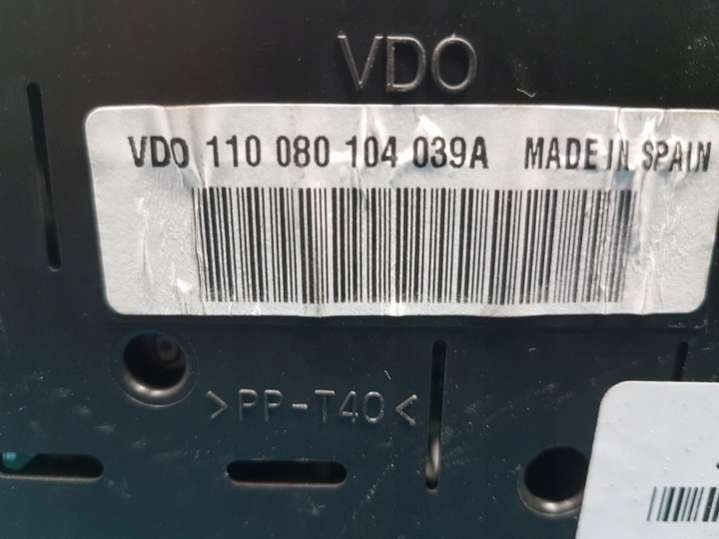 VDO
VDO 110 080 104 039A MADE IN SPAIN
>PP-T40<